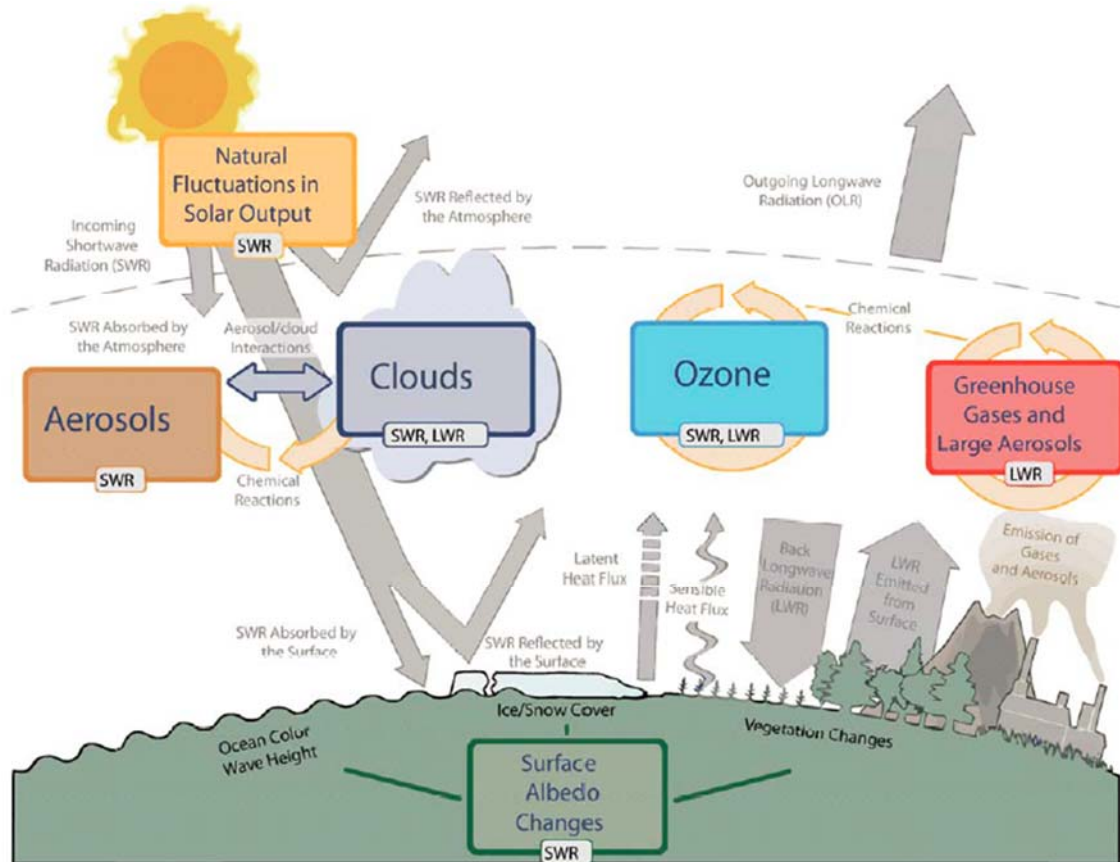 Natural
Fluctuations in
Solar Output
SWR
SWR Reflected by
the Atmosphere
Outgoing Longwave
Radiation (OLR)
Incoming
Shortwave
Radiation (SWR)
SWR Absorbed by
the Atmosphere
Aerosol/cloud
Interactions
Chemical
Reactions
Aerosols
SWR
Clouds
SWR, LWR
Ozone
SWR, LWR
Greenhouse
Gases and
Large Aerosols
LWR
Chemical
Reactions
Latent
Heat Flux
Sensible
Heat Flux
Back
Longwave
Radiation
(LWR)
LWR
Emitted
from
Surface
Emission of
Gases
and Aerosols
SWR Absorbed by
the Surface
SWR Reflected by
the Surface
Ice/Snow Cover
Ocean Color
Wave Height
Vegetation Changes
Surface
Albedo
Changes
SWR